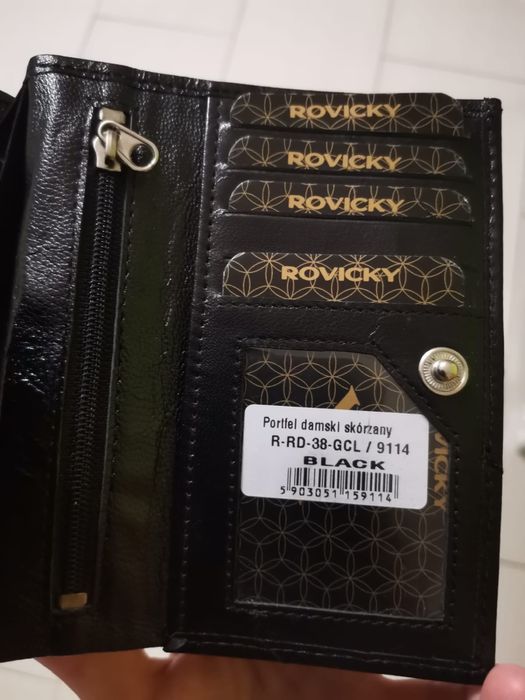 ROVICKY
ROVICKY
ROVICKY
ROVICKY
Portfel damski skórzany
R-RD-38-GCL / 9114
BLACK
5 903051 159114